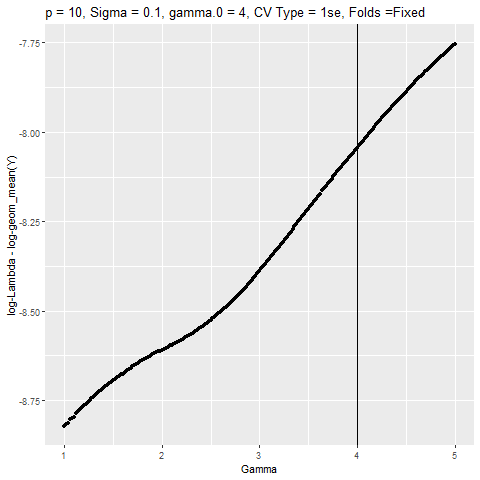 p = 10, Sigma = 0.1, gamma.0 = 4, CV Type = 1se, Folds =Fixed
log-Lambda - log-geom_mean(Y)
-7.75
-8.00
-8.25
-8.50
-8.75
1 2 3 4 5
Gamma